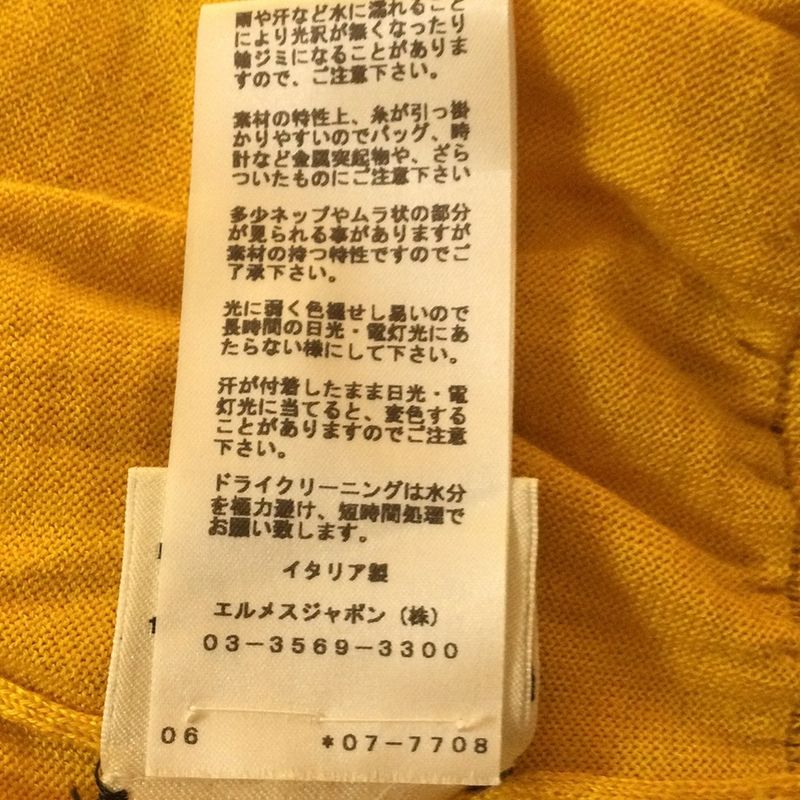 雨や汗など水に濡れること
により光沢が無くなったり
輪ジミになることがありま
すので、ご注意下さい。
素材の特性上、糸が引っ掛
かりやすいのでバッグ、時
計など金属突起物や、ざら
ついたものにご注意下さい
多少ネップやムラ状の部分
が見られる事がありますが
素材の持つ特性ですのでご
了承下さい。
光に弱く色褪せし易いので
長時間の日光・電灯光にあ
たらない様にして下さい。
汗が付着したまま日光・電
灯光に当てると、変色する
ことがありますのでご注意
下さい。
ドライクリーニングは水分
を極力避け、短時間処理で
お願い致します。
イタリア製
エルメスジャポン（株）
03-3569-3300
06 *07-7708